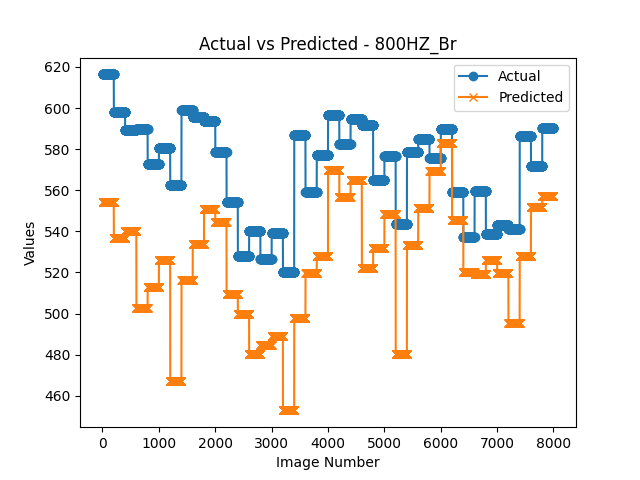 Actual vs Predicted - 800HZ_Br
Actual
Predicted
Values
620
600
580
560
540
520
500
480
460
0 1000 2000 3000 4000 5000 6000 7000 8000
Image Number